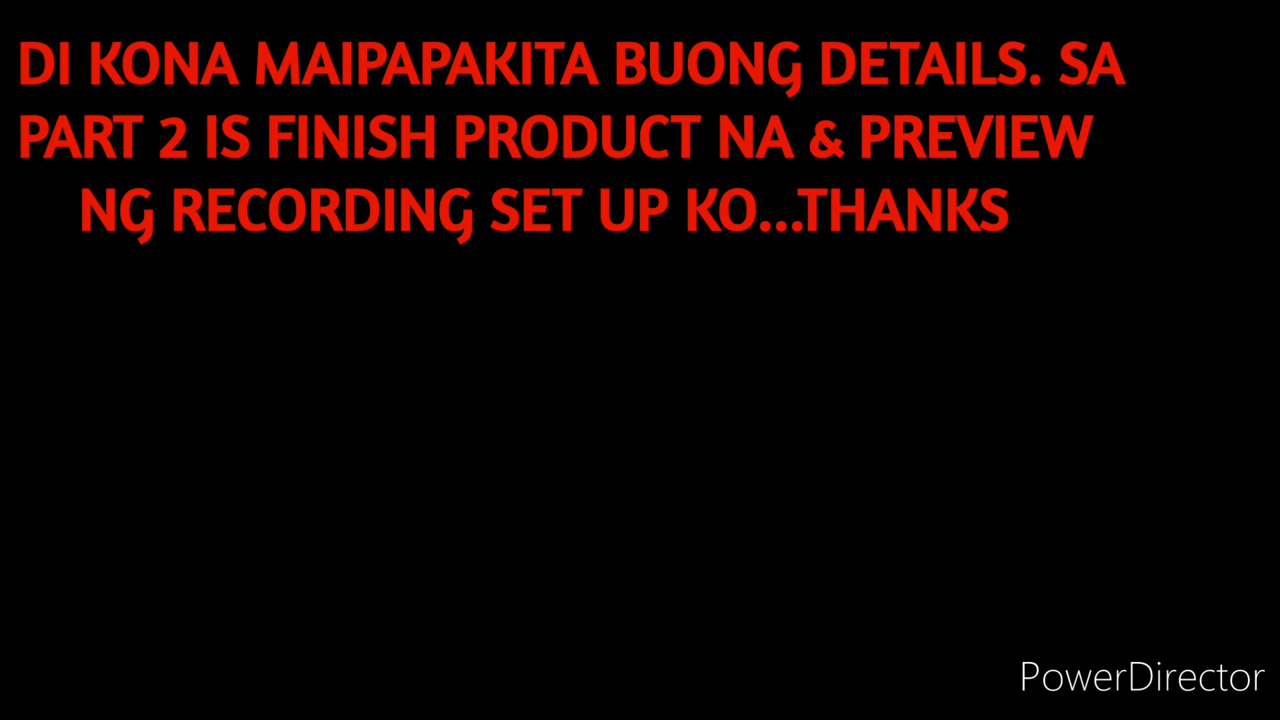 DI KONA MAIPAPAKITA BUONG DETAILS. SA
PART 2 IS FINISH PRODUCT NA & PREVIEW
NG RECORDING SET UP KO...THANKS
PowerDirector